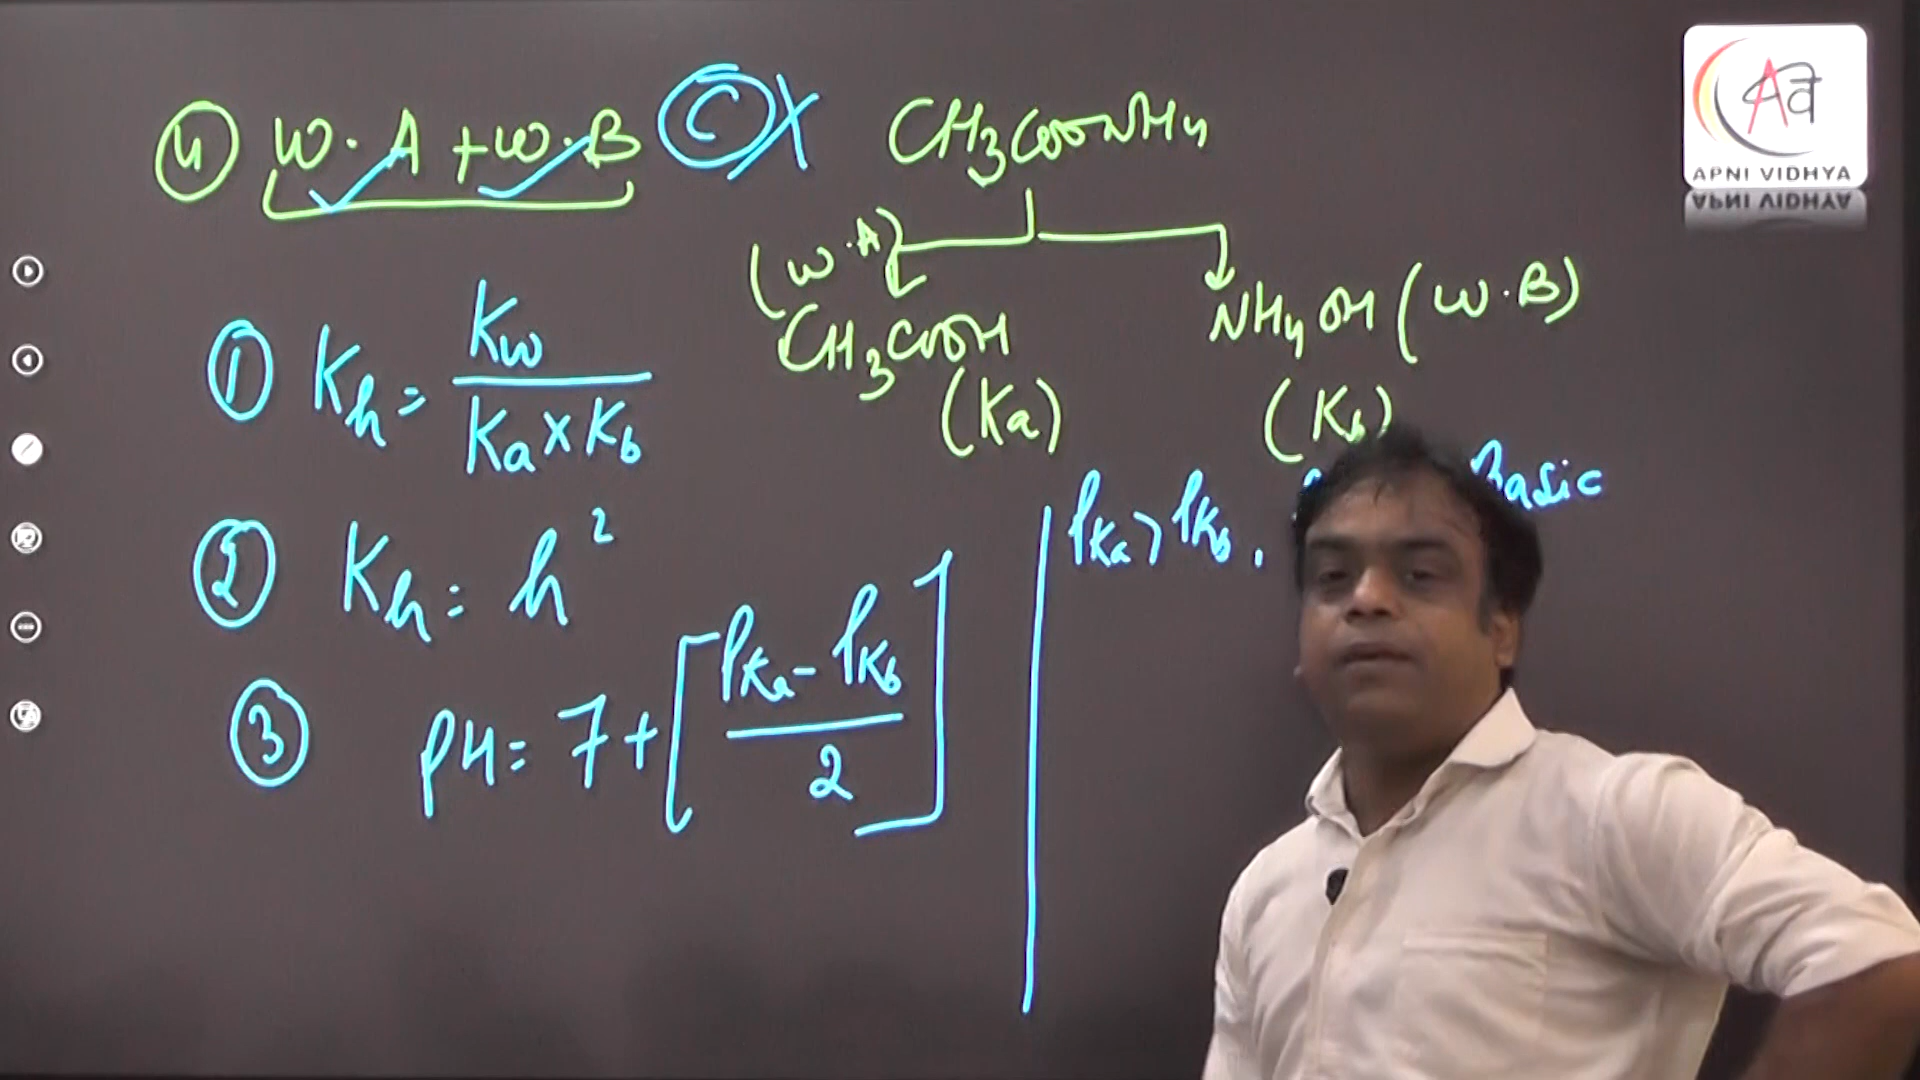 ④ W.A + W.B Ⓒ X CH3COONH4
(W.A)
CH3COOH
(Ka)
NH4OH (W.B)
(Kb)
① Kh = Kw / Ka x Kb
② Kh = h²
③ pH = 7 + [ pKa - pKb / 2 ]
pKa > pKb, Basic
APNI VIDHYA